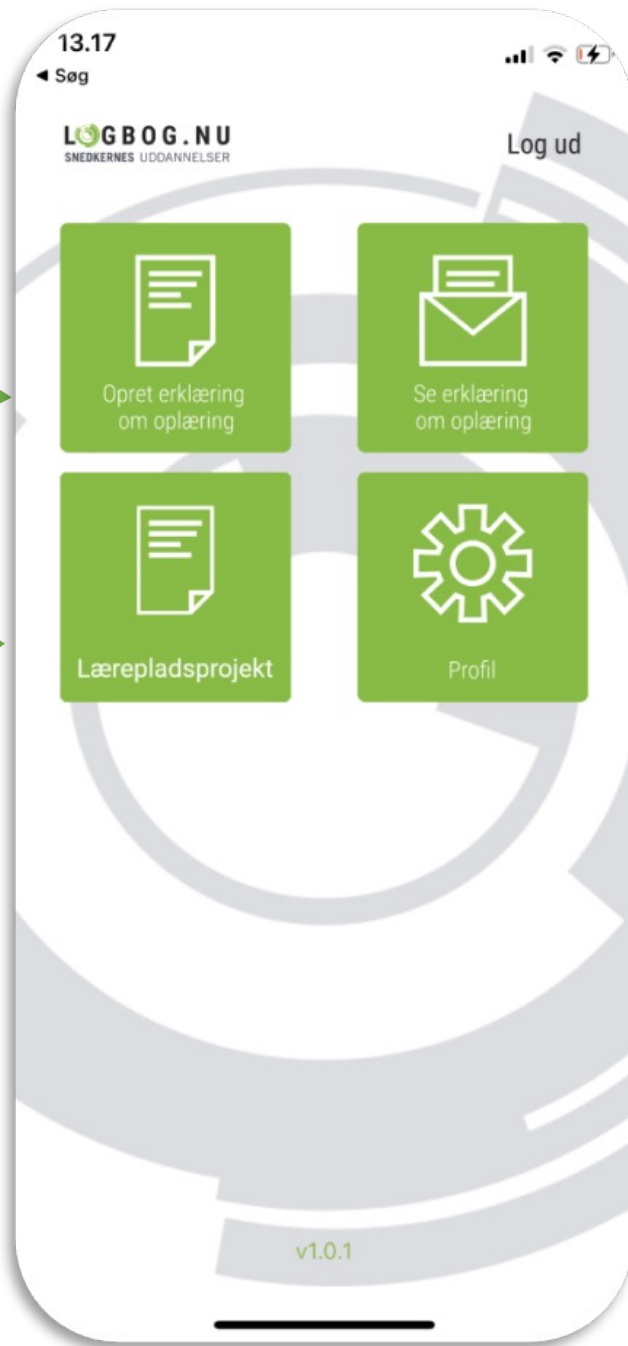 13.17
◀ Søg
LOGBOG.NU
SNEDKERNES UDDANNELSER
Log ud
Opret erklæring
om oplæring
Se erklæring
om oplæring
Lærepladsprojekt
Profil
v1.0.1